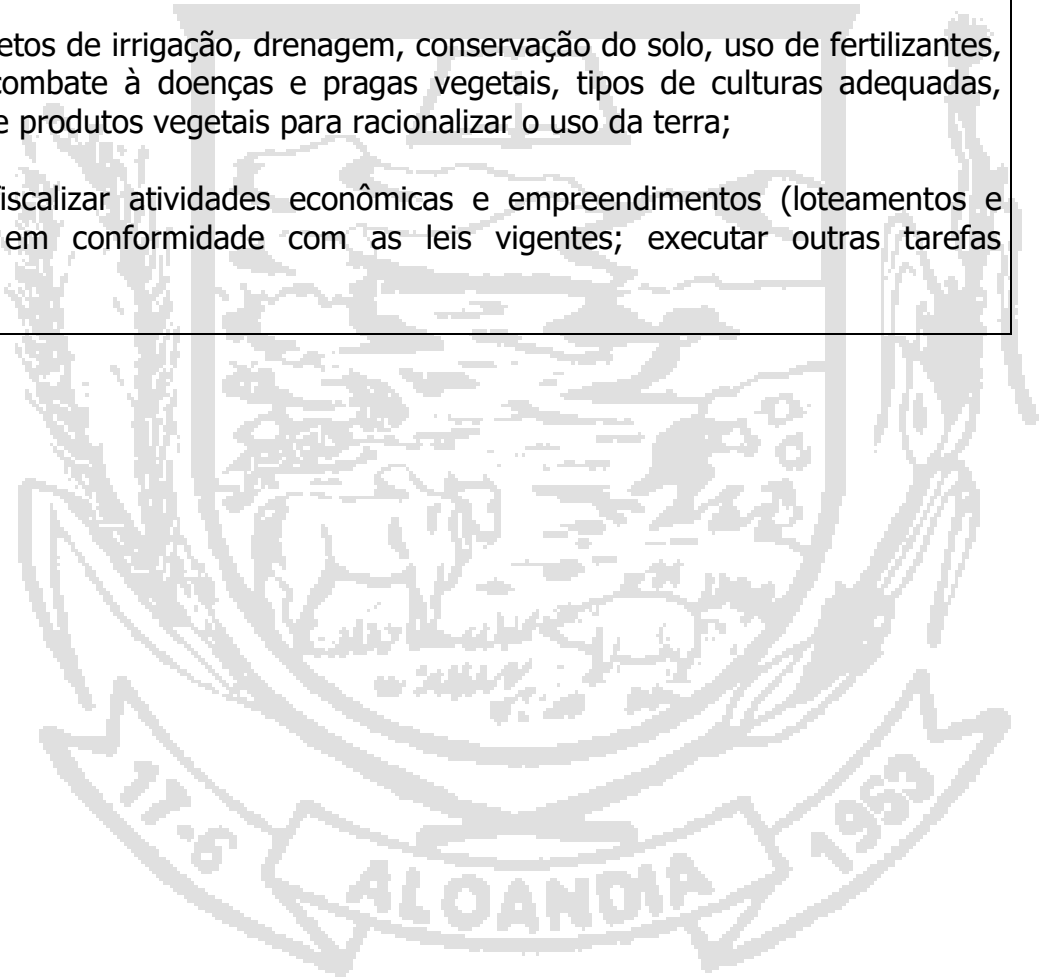 etos de irrigação, drenagem, conservação do solo, uso de fertilizantes,
combate à doenças e pragas vegetais, tipos de culturas adequadas,
e produtos vegetais para racionalizar o uso da terra;
iscalizar atividades econômicas e empreendimentos (loteamentos e
em conformidade com as leis vigentes; executar outras tarefas
17-6 ALOANDIA 1953